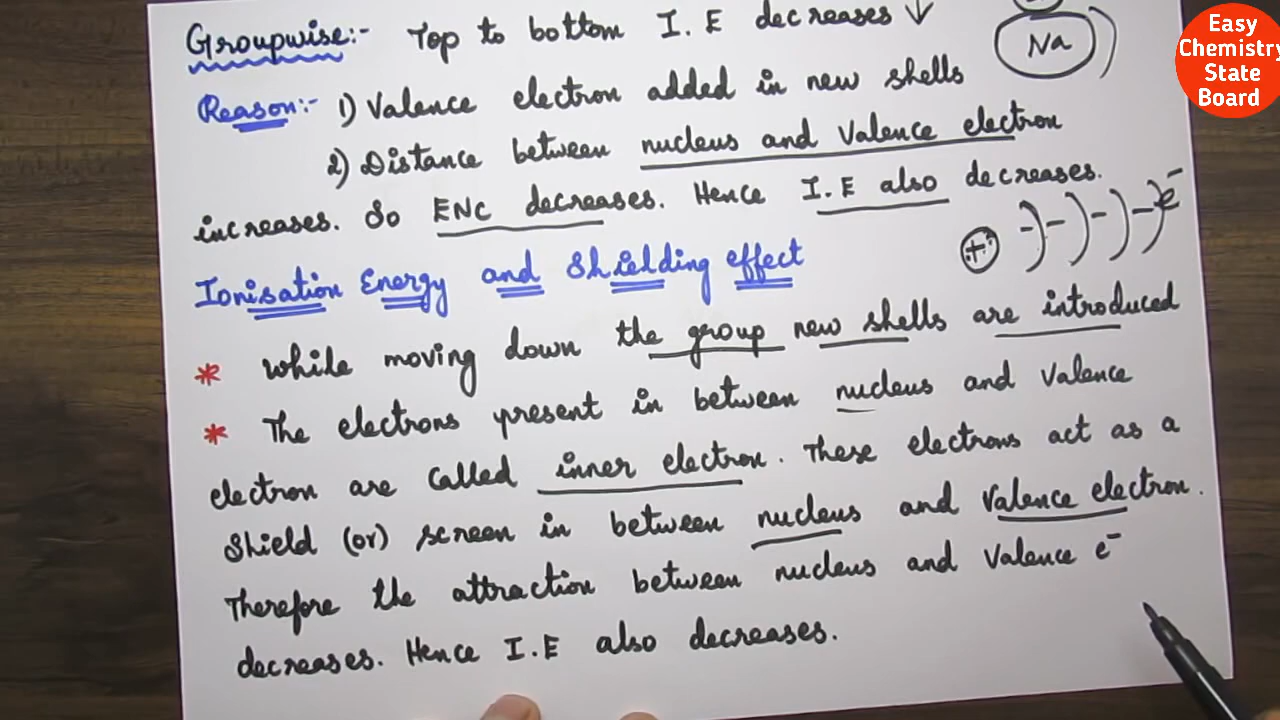 Groupwise:- Top to bottom I.E decreases ↓
Na
Easy
Chemistry
State
Board
Reason:- 1) Valence electron added in new shells
2) Distance between nucleus and Valence electron
increases. So ENC decreases. Hence I.E also decreases.
+ - - - - e⁻
Ionisation Energy and Shielding effect
* While moving down the group new shells are introduced
* The electrons present in between nucleus and Valence
electron are called inner electron. These electrons act as a
Shield (or) screen in between nucleus and Valence electron.
Therefore the attraction between nucleus and Valence e⁻
decreases. Hence I.E also decreases.